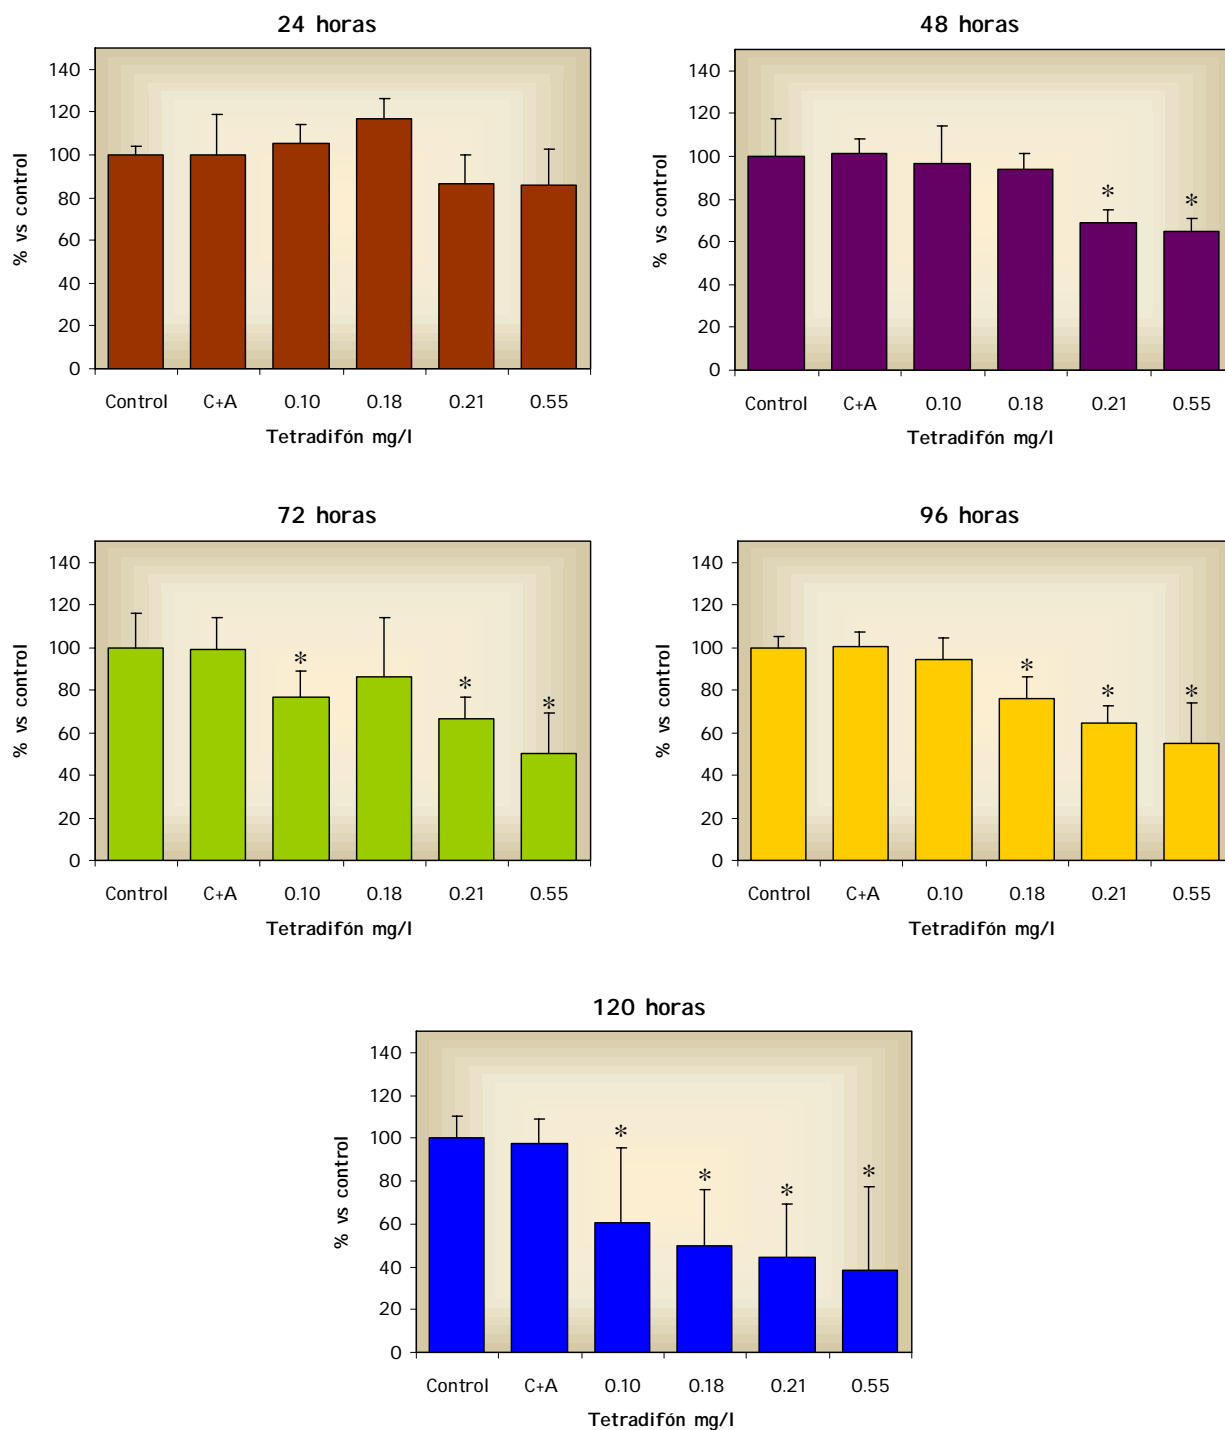 24 horas
140
120
100
80
60
40
20
0
% vs control
Control C+A 0.10 0.18 0.21 0.55
Tetradifón mg/l
48 horas
140
120
100
80
60
40
20
0
% vs control
* *
Control C+A 0.10 0.18 0.21 0.55
Tetradifón mg/l
72 horas
140
120
100
80
60
40
20
0
% vs control
* * *
Control C+A 0.10 0.18 0.21 0.55
Tetradifón mg/l
96 horas
140
120
100
80
60
40
20
0
% vs control
* * *
Control C+A 0.10 0.18 0.21 0.55
Tetradifón mg/l
120 horas
140
120
100
80
60
40
20
0
% vs control
* * * *
Control C+A 0.10 0.18 0.21 0.55
Tetradifón mg/l